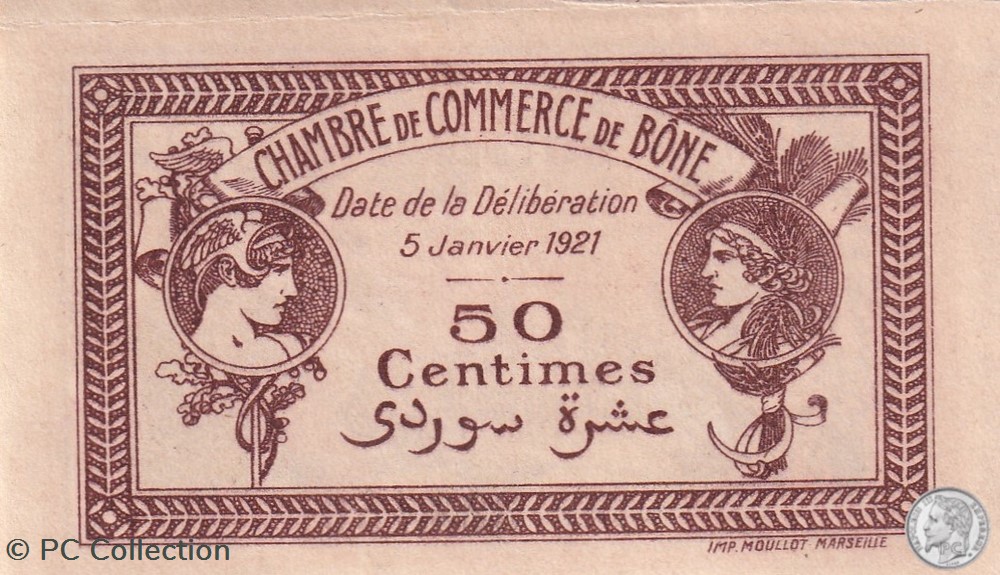 CHAMBRE DE COMMERCE DE BÔNE
Date de la Délibération
5 Janvier 1921
50
Centimes
عشرة سوردى
IMP. MOULLOT MARSEILLE
© PC Collection
PC